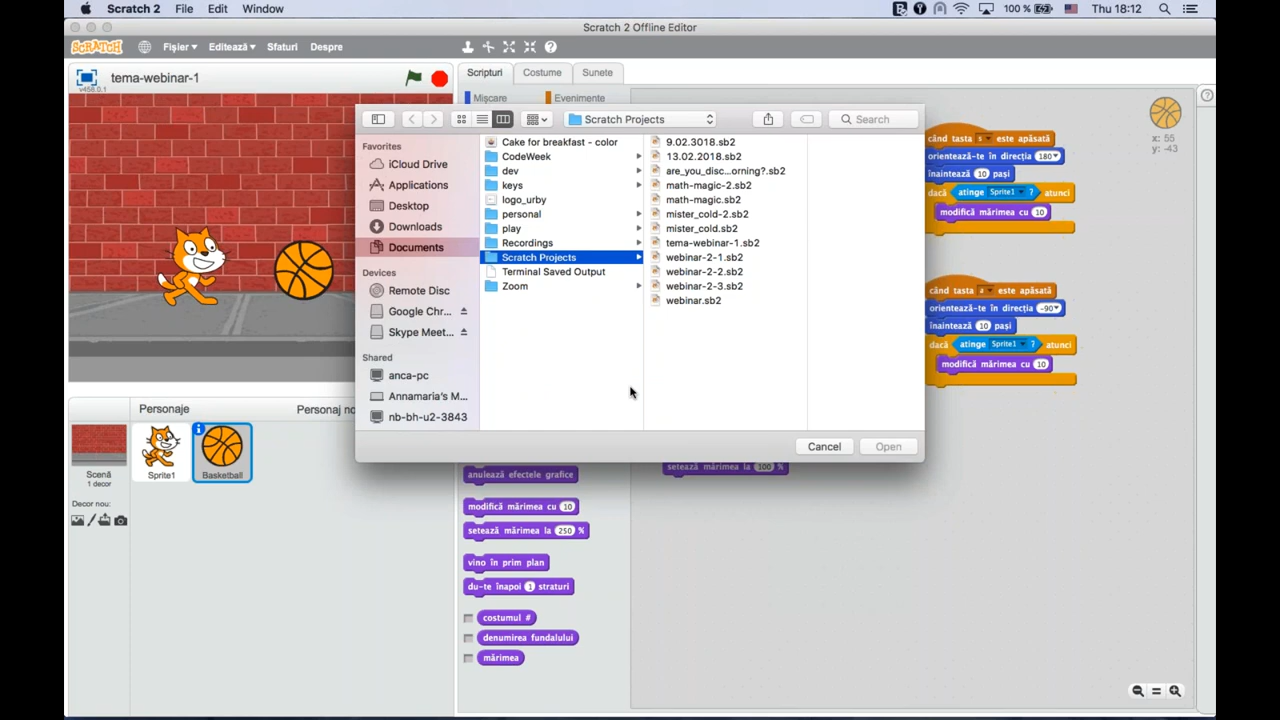 Scratch 2 File Edit Window 100 % Thu 18:12
Scratch 2 Offline Editor
SCRATCH Fișier Editează Sfaturi Despre
tema-webinar-1
v458.0.1
Scripturi Costume Sunete
Mișcare Evenimente
Scratch Projects Search
Favorites
iCloud Drive
Applications
Desktop
Downloads
Documents
Devices
Remote Disc
Google Chr...
Skype Meet...
Shared
anca-pc
Annamaria's M...
nb-bh-u2-3843
Cake for breakfast - color
CodeWeek
dev
keys
logo_urby
personal
play
Recordings
Scratch Projects
Terminal Saved Output
Zoom
9.02.3018.sb2
13.02.2018.sb2
are_you_disc...orning?.sb2
math-magic-2.sb2
math-magic.sb2
mister_cold-2.sb2
mister_cold.sb2
tema-webinar-1.sb2
webinar-2-1.sb2
webinar-2-2.sb2
webinar-2-3.sb2
webinar.sb2
Cancel Open
x: 55
y: -43
când tasta s este apăsată
orientează-te în direcția 180
înaintează 10 pași
dacă atinge Sprite1 ? atunci
modifică mărimea cu 10
când tasta a este apăsată
orientează-te în direcția -90
înaintează 10 pași
dacă atinge Sprite1 ? atunci
modifică mărimea cu 10
setează mărimea la 100 %
Personaje Personaj no
Scenă
1 decor
Sprite1
Basketball
Decor nou:
anulează efectele grafice
modifică mărimea cu 10
setează mărimea la 250 %
vino în prim plan
du-te înapoi 1 straturi
costumul #
denumirea fundalului
mărimea